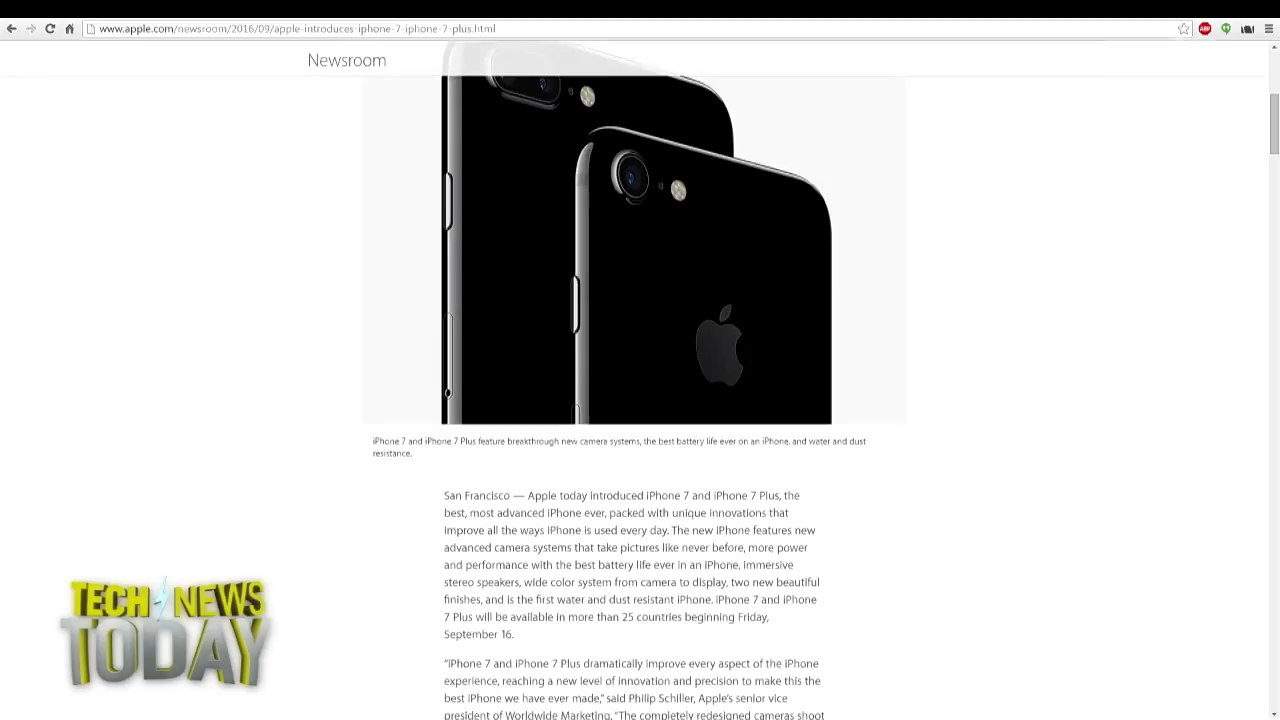 www.apple.com/newsroom/2016/09/apple-introduces-iphone-7-iphone-7-plus.html
ABP
Newsroom
iPhone 7 and iPhone 7 Plus feature breakthrough new camera systems, the best battery life ever on an iPhone, and water and dust
resistance.
San Francisco — Apple today introduced iPhone 7 and iPhone 7 Plus, the
best, most advanced iPhone ever, packed with unique innovations that
improve all the ways iPhone is used every day. The new iPhone features new
advanced camera systems that take pictures like never before, more power
and performance with the best battery life ever in an iPhone, immersive
stereo speakers, wide color system from camera to display, two new beautiful
finishes, and is the first water and dust resistant iPhone. iPhone 7 and iPhone
7 Plus will be available in more than 25 countries beginning Friday,
September 16.
TECH NEWS
TODAY
"iPhone 7 and iPhone 7 Plus dramatically improve every aspect of the iPhone
experience, reaching a new level of innovation and precision to make this the
best iPhone we have ever made," said Philip Schiller, Apple's senior vice
president of Worldwide Marketing. "The completely redesigned cameras shoot